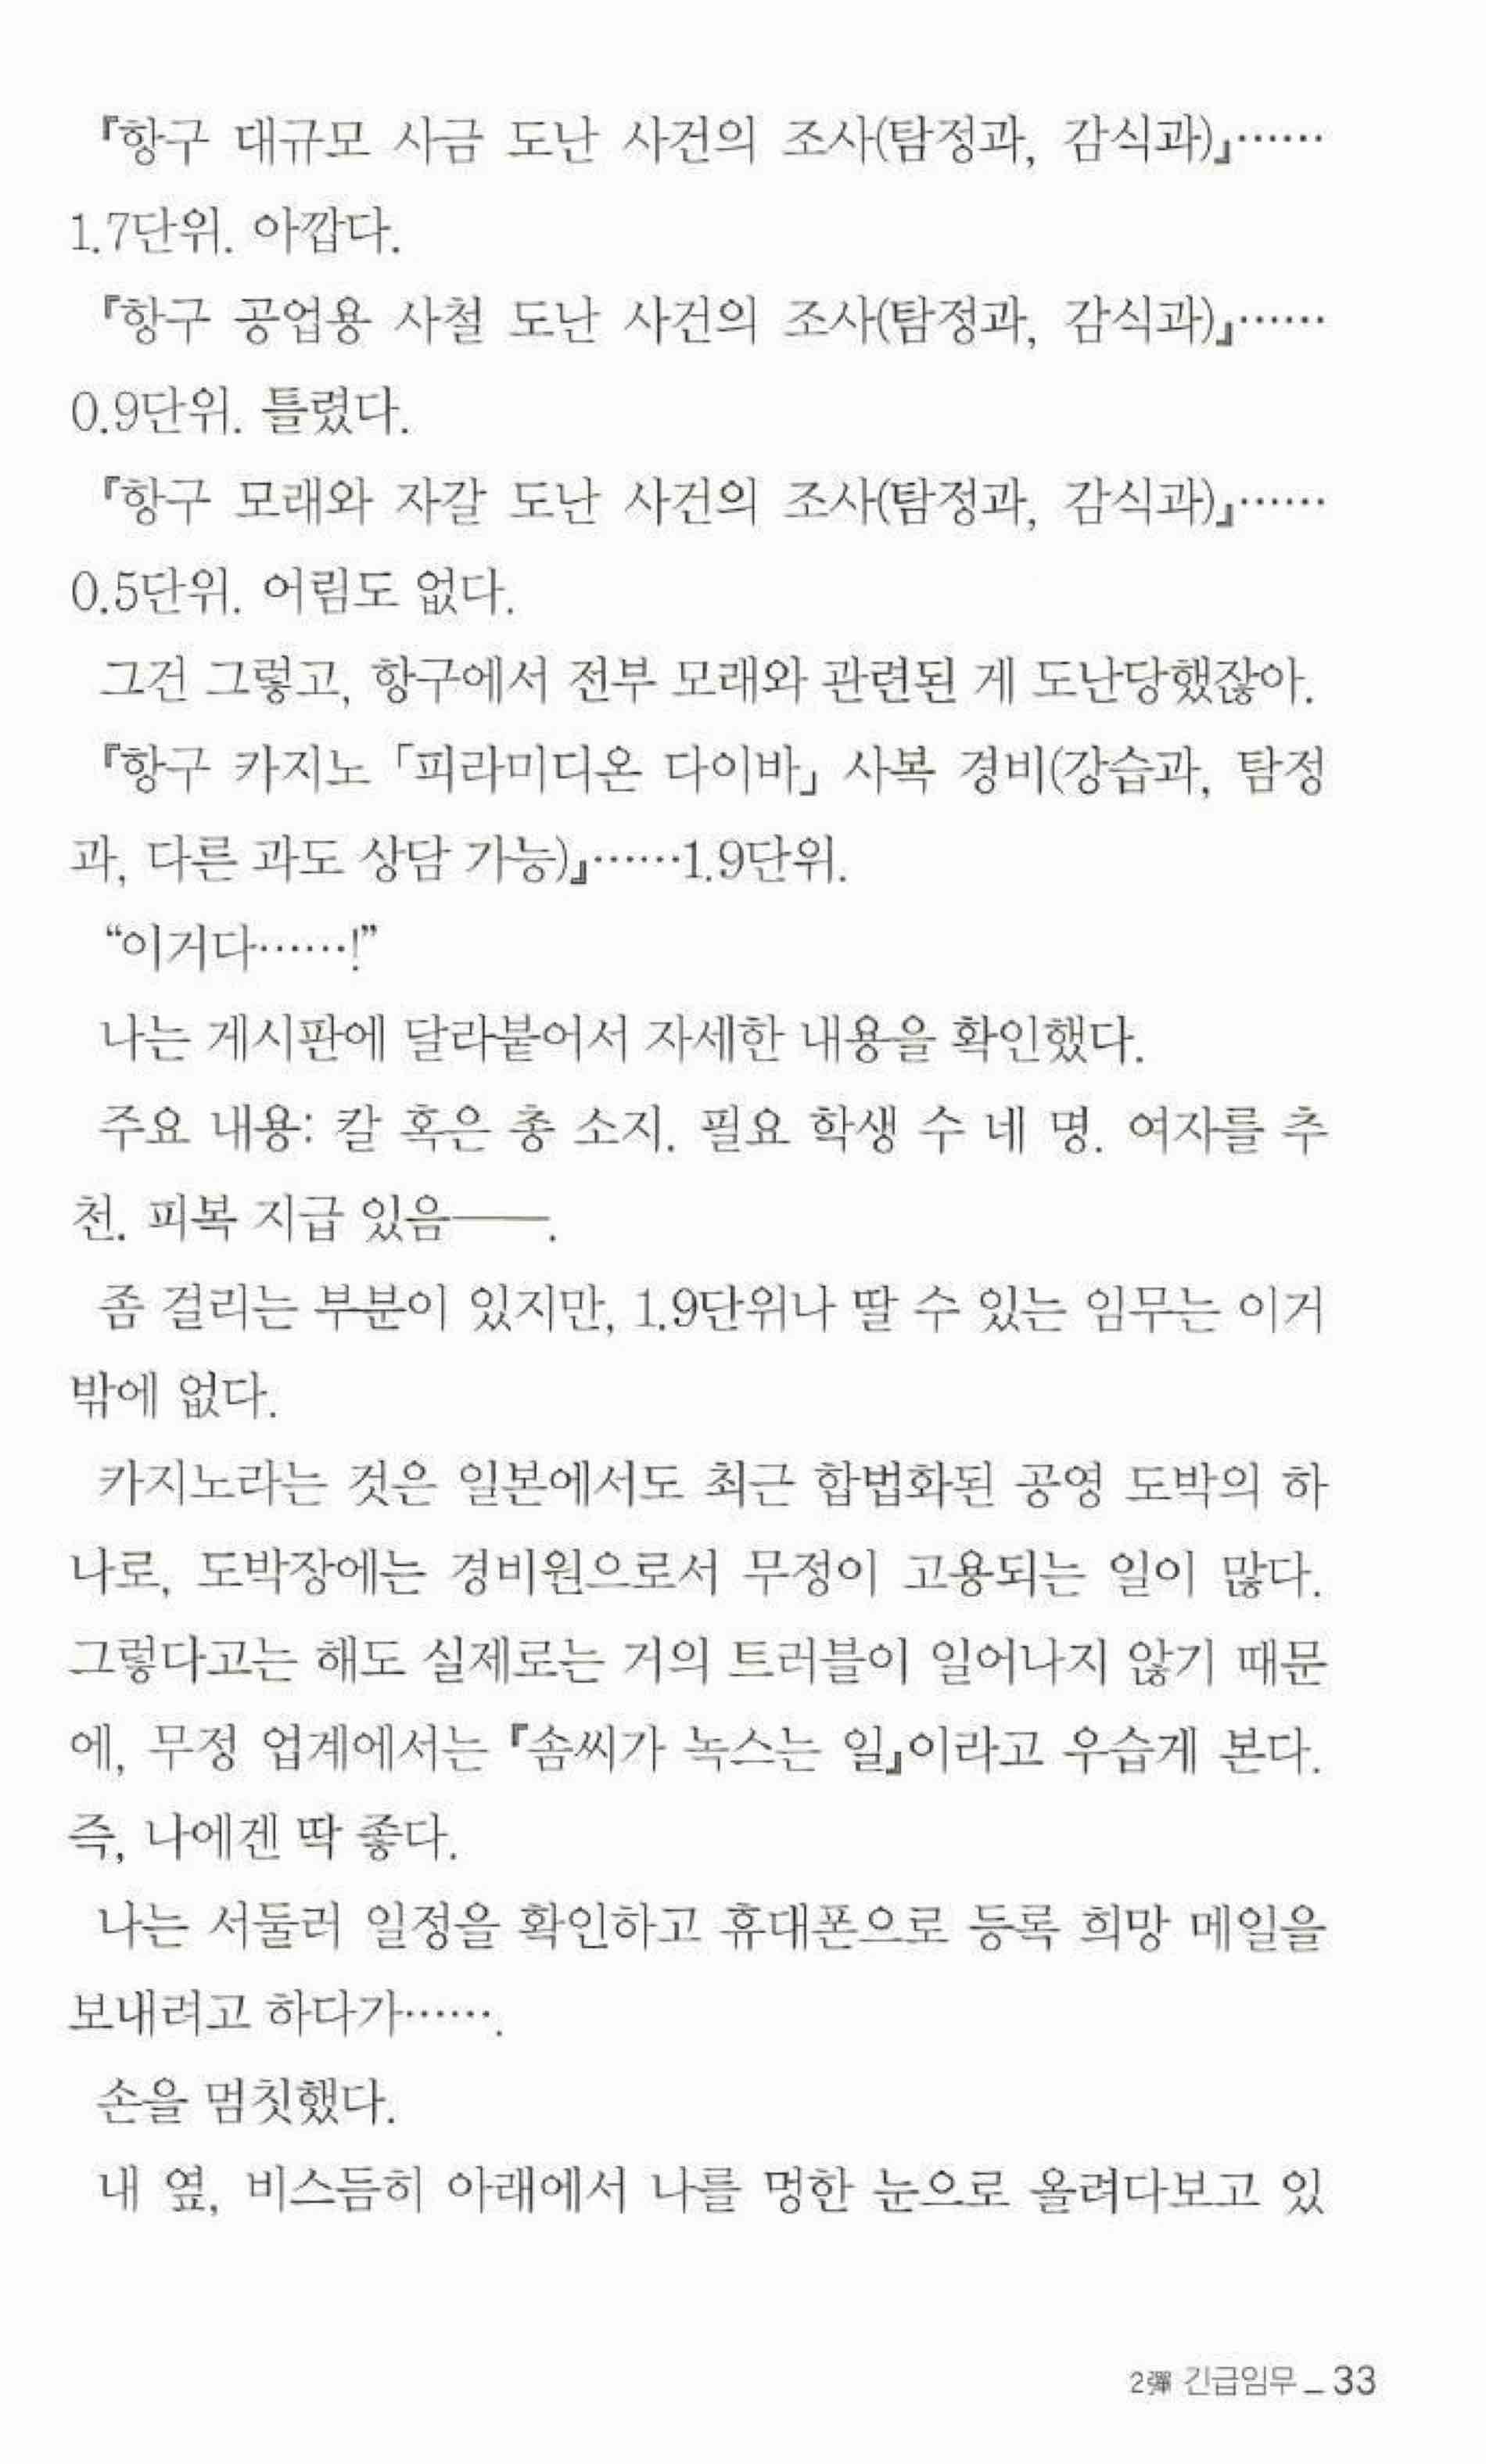 『항구 대규모 사금 도난 사건의 조사(탐정과, 감식과)』……
1.7단위. 아깝다.
『항구 공업용 사철 도난 사건의 조사(탐정과, 감식과)』……
0.9단위. 틀렸다.
『항구 모래와 자갈 도난 사건의 조사(탐정과, 감식과)』……
0.5단위. 어림도 없다.
그건 그렇고, 항구에서 전부 모래와 관련된 게 도난당했잖아.
『항구 카지노 「피라미디온 다이바」 사복 경비(강습과, 탐정
과, 다른 과도 상담 가능)』……1.9단위.
“이거다……!”
나는 게시판에 달라붙어서 자세한 내용을 확인했다.
주요 내용: 칼 혹은 총 소지. 필요 학생 수 네 명. 여자를 추
천. 피복 지급 있음──.
좀 걸리는 부분이 있지만, 1.9단위나 딸 수 있는 임무는 이거
밖에 없다.
카지노라는 것은 일본에서도 최근 합법화된 공영 도박의 하
나로, 도박장에는 경비원으로서 무정이 고용되는 일이 많다.
그렇다고는 해도 실제로는 거의 트러블이 일어나지 않기 때문
에, 무정 업계에서는 『솜씨가 녹스는 일』이라고 우습게 본다.
즉, 나에겐 딱 좋다.
나는 서둘러 일정을 확인하고 휴대폰으로 등록 희망 메일을
보내려고 하다가…….
손을 멈칫했다.
내 옆, 비스듬히 아래에서 나를 멍한 눈으로 올려다보고 있
2彈 긴급임무_33